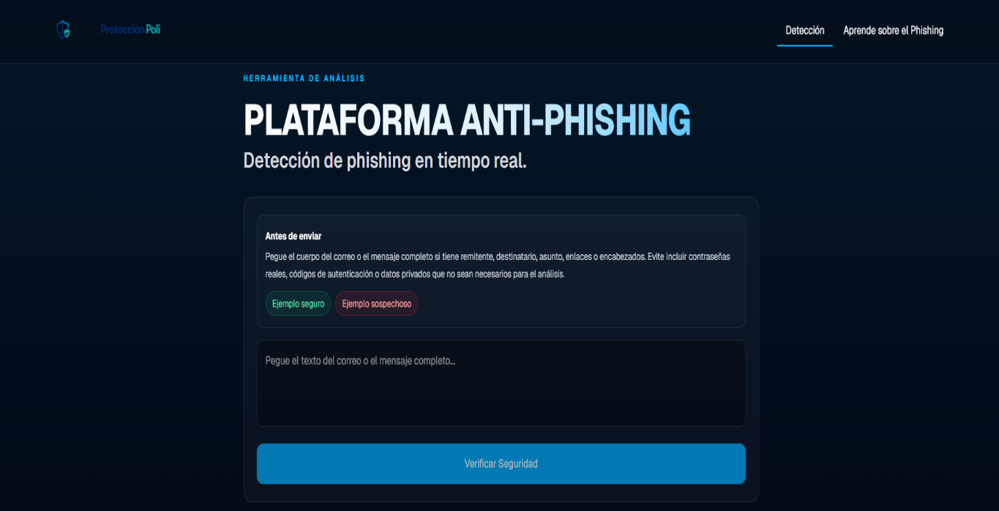 Protección Poli
Detección
Aprende sobre el Phishing
HERRAMIENTA DE ANÁLISIS
PLATAFORMA ANTI-PHISHING
Detección de phishing en tiempo real.
Antes de enviar
Pegue el cuerpo del correo o el mensaje completo si tiene remitente, destinatario, asunto, enlaces o encabezados. Evite incluir contraseñas
reales, códigos de autenticación o datos privados que no sean necesarios para el análisis.
Ejemplo seguro
Ejemplo sospechoso
Pegue el texto del correo o el mensaje completo...
Verificar Seguridad